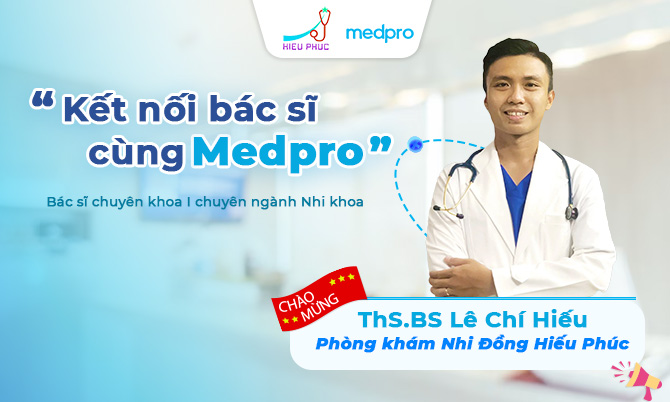 HIẾU PHÚC
medpro
“ Kết nối bác sĩ
cùng Medpro ”
Bác sĩ chuyên khoa I chuyên ngành Nhi khoa
CHÀO
MỪNG
ThS.BS Lê Chí Hiếu
Phòng khám Nhi Đồng Hiếu Phúc